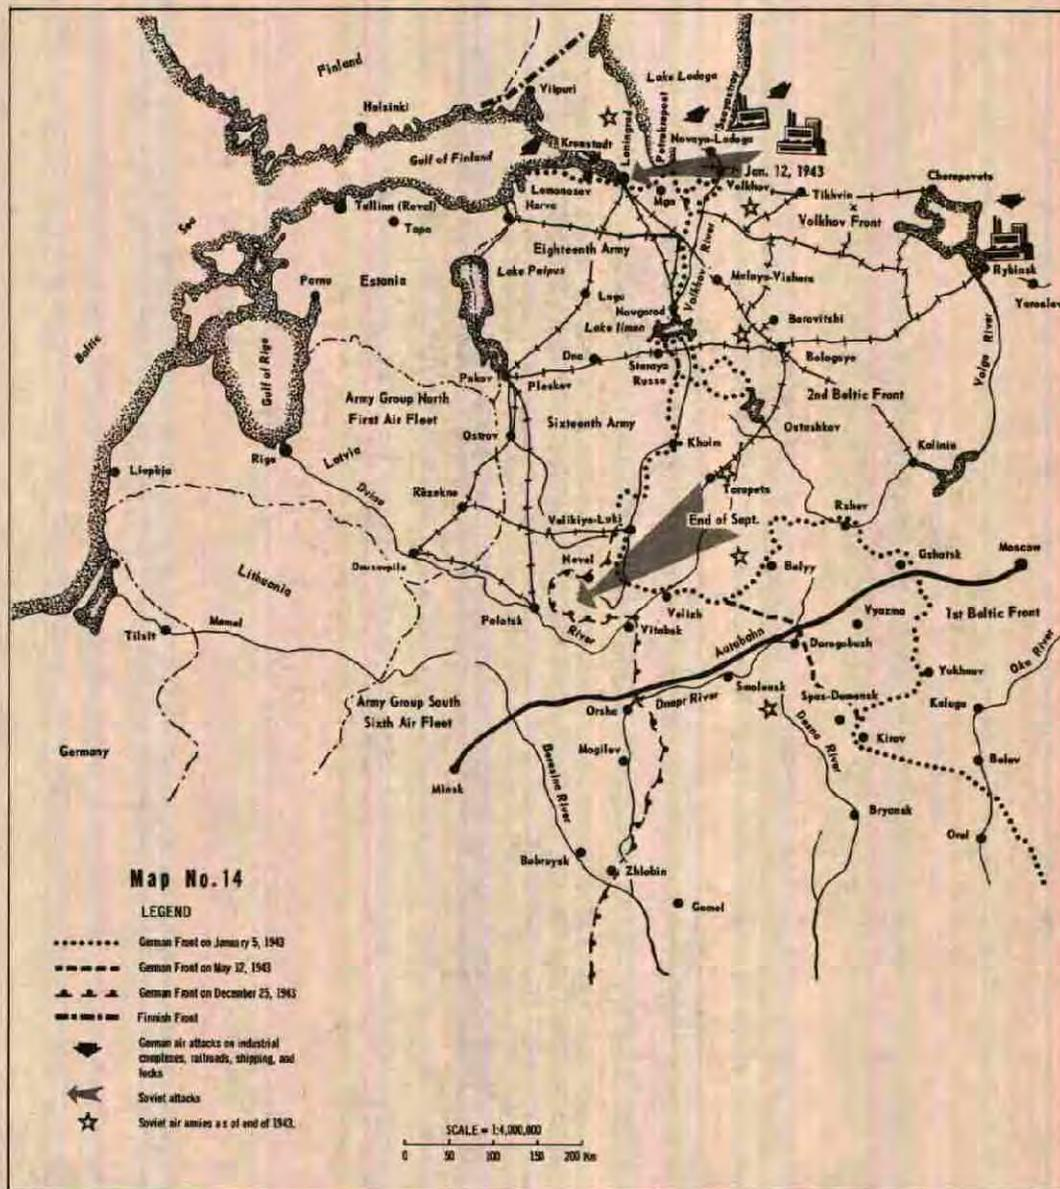 Finland
Vilpuri
Helsinki
Lake Ladoga
Petrokrepost
Leningrad
Kronstadt
Novaya-Ladoga
Gulf of Finland
Jan. 12, 1943
Lomonosov
Mga
Volkhov
Tikhvin
Cherepovets
Volkhov Front
Tallinn (Reval)
Narva
Tapa
Sea
Eighteenth Army
Volkhov River
Lake Peipus
Malaya-Vishera
Rybinsk
Yaroslav
Parnu
Estonia
Luga
Novgorod
Borovitski
Lake Ilmen
Baltic
Gulf of Riga
Dno
Staraya
Russa
Bologoye
Volga River
Pskov
Pleskov
Army Group North
First Air Fleet
2nd Baltic Front
Sixteenth Army
Ostashkov
Ostrov
Kholm
Kalinin
Riga
Latvia
Liepkja
Toropets
Dvina
Rēzekne
Velikiye-Luki
End of Sept.
Rzhev
Nevel
Gshatsk
Moscow
Belyy
Lithuania
Velizh
Vyazma
1st Baltic Front
Polotsk
River
Vitebsk
Tilsit
Memel
Autobahn
Dorogobush
Yukhnov
Oka River
Smolensk
Spas-Demensk
Army Group South
Sixth Air Fleet
Dnepr River
Orsha
Kaluga
Desna River
Kirov
Germany
Mogilev
Belev
Minsk
Beresina River
Bryansk
Orel
Bobruysk
Zhlobin
Gomel
Map No. 14
LEGEND
German Front on January 5, 1943
German Front on May 12, 1943
German Front on December 25, 1943
Finnish Front
German air attacks on industrial
complexes, railroads, shipping, and
locks
Soviet attacks
Soviet air armies as of end of 1943.
SCALE = 1:4,000,000
0 50 100 150 200 Km